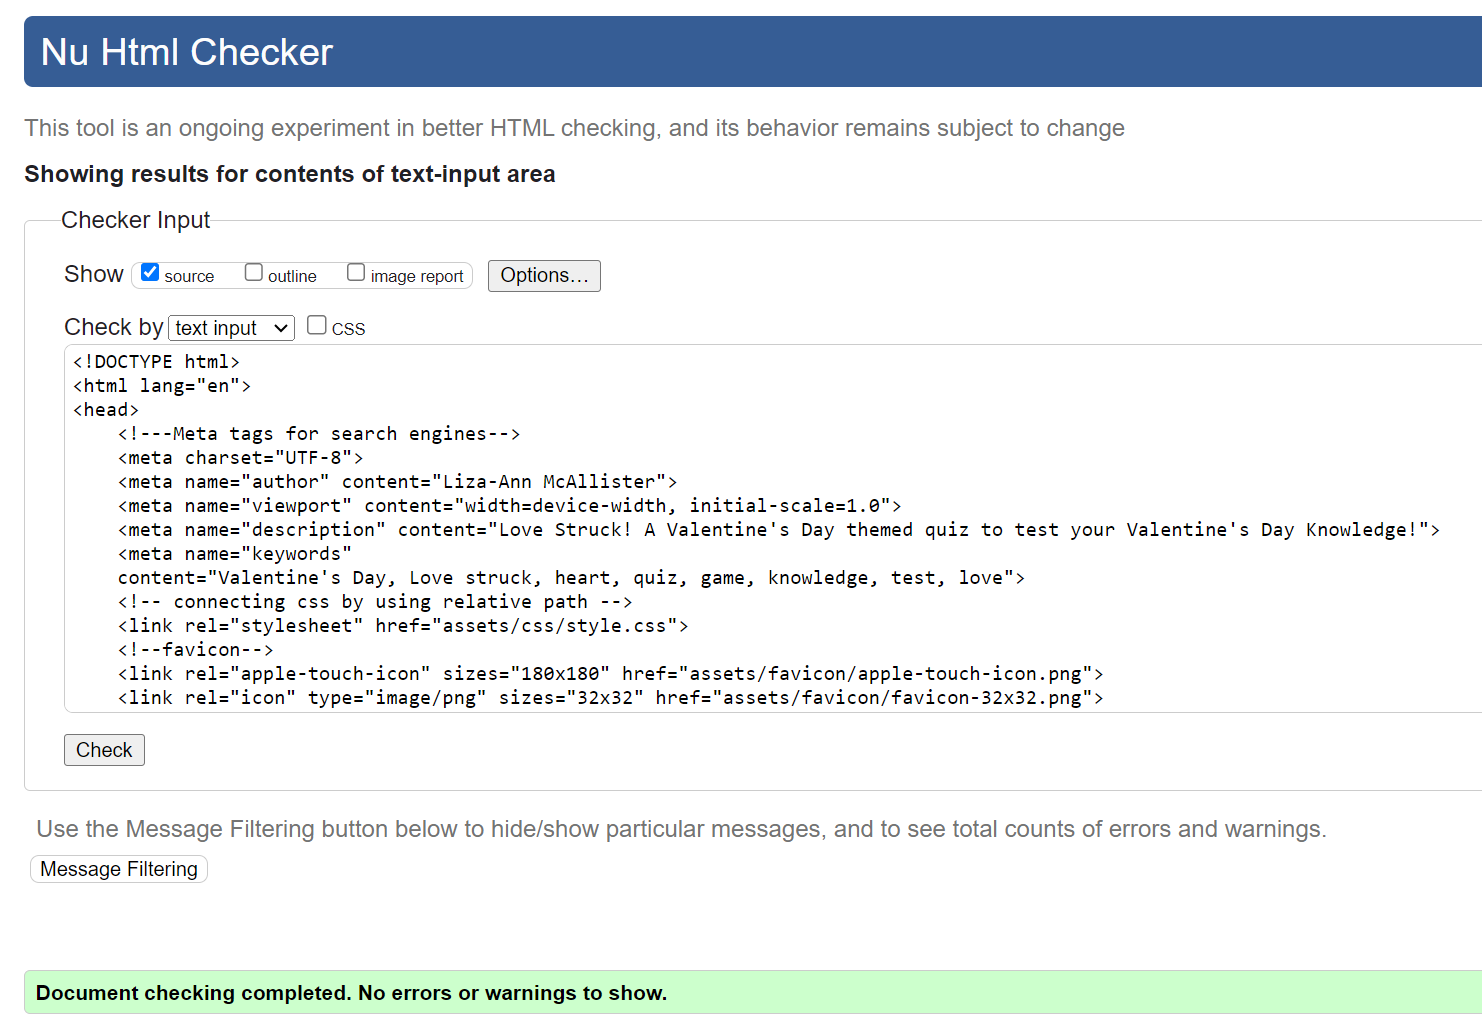 Nu Html Checker
This tool is an ongoing experiment in better HTML checking, and its behavior remains subject to change
Showing results for contents of text-input area
Checker Input
Show source outline image report Options...
Check by text input CSS
<!DOCTYPE html>
<html lang="en">
<head>
    <!---Meta tags for search engines-->
    <meta charset="UTF-8">
    <meta name="author" content="Liza-Ann McAllister">
    <meta name="viewport" content="width=device-width, initial-scale=1.0">
    <meta name="description" content="Love Struck! A Valentine's Day themed quiz to test your Valentine's Day Knowledge!">
    <meta name="keywords"
    content="Valentine's Day, Love struck, heart, quiz, game, knowledge, test, love">
    <!-- connecting css by using relative path -->
    <link rel="stylesheet" href="assets/css/style.css">
    <!--favicon-->
    <link rel="apple-touch-icon" sizes="180x180" href="assets/favicon/apple-touch-icon.png">
    <link rel="icon" type="image/png" sizes="32x32" href="assets/favicon/favicon-32x32.png">
Check
Use the Message Filtering button below to hide/show particular messages, and to see total counts of errors and warnings.
Message Filtering
Document checking completed. No errors or warnings to show.